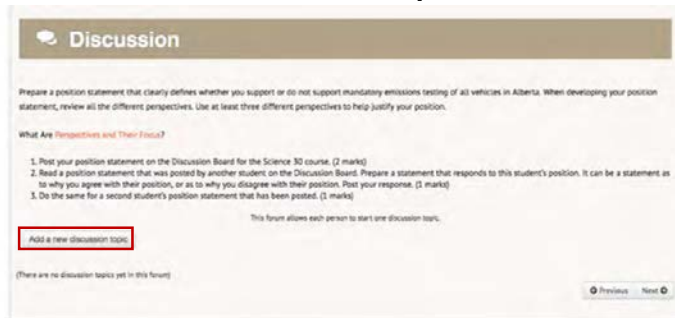 Discussion
Prepare a position statement that clearly defines whether you support or do not support mandatory emissions testing of all vehicles in Alberta. When developing your position
statement, review all the different perspectives. Use at least three different perspectives to help justify your position.
What Are Perspectives and Their Focus?
1. Post your position statement on the Discussion Board for the Science 30 course. (2 marks)
2. Read a position statement that was posted by another student on the Discussion Board. Prepare a statement that responds to this student's position. It can be a statement as
to why you agree with their position, or as to why you disagree with their position. Post your response. (1 marks)
3. Do the same for a second student's position statement that has been posted. (1 marks)
This forum allows each person to start one discussion topic.
Add a new discussion topic
(There are no discussion topics yet in this forum)
Previous Next